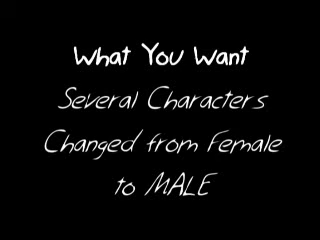 What You Want
Several Characters
Changed from Female
to MALE